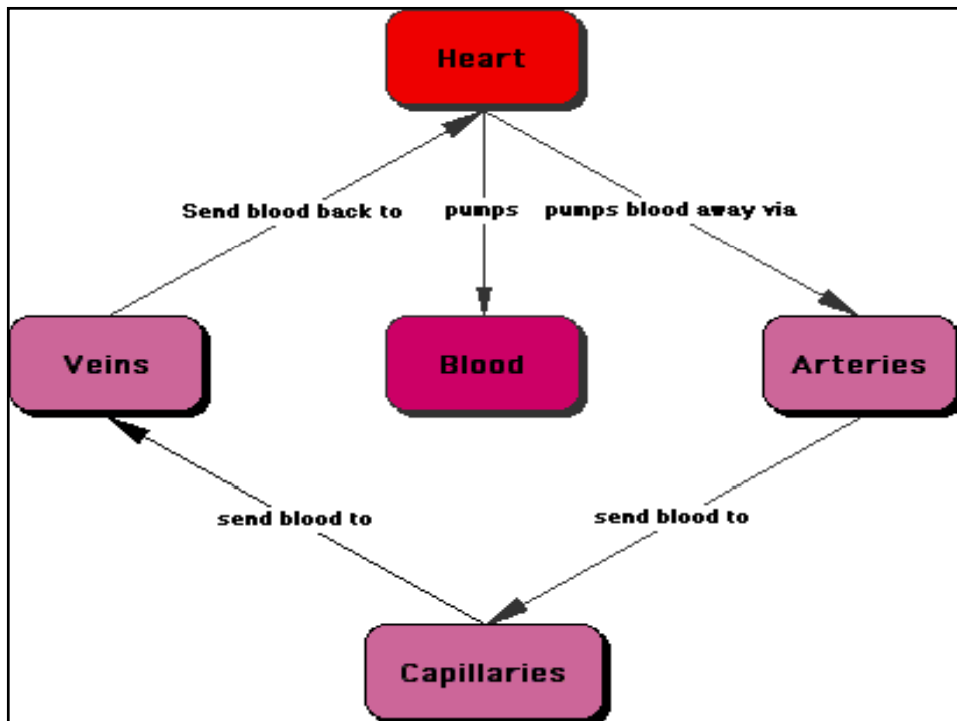 Heart
Send blood back to
pumps
pumps blood away via
Veins
Blood
Arteries
send blood to
send blood to
Capillaries